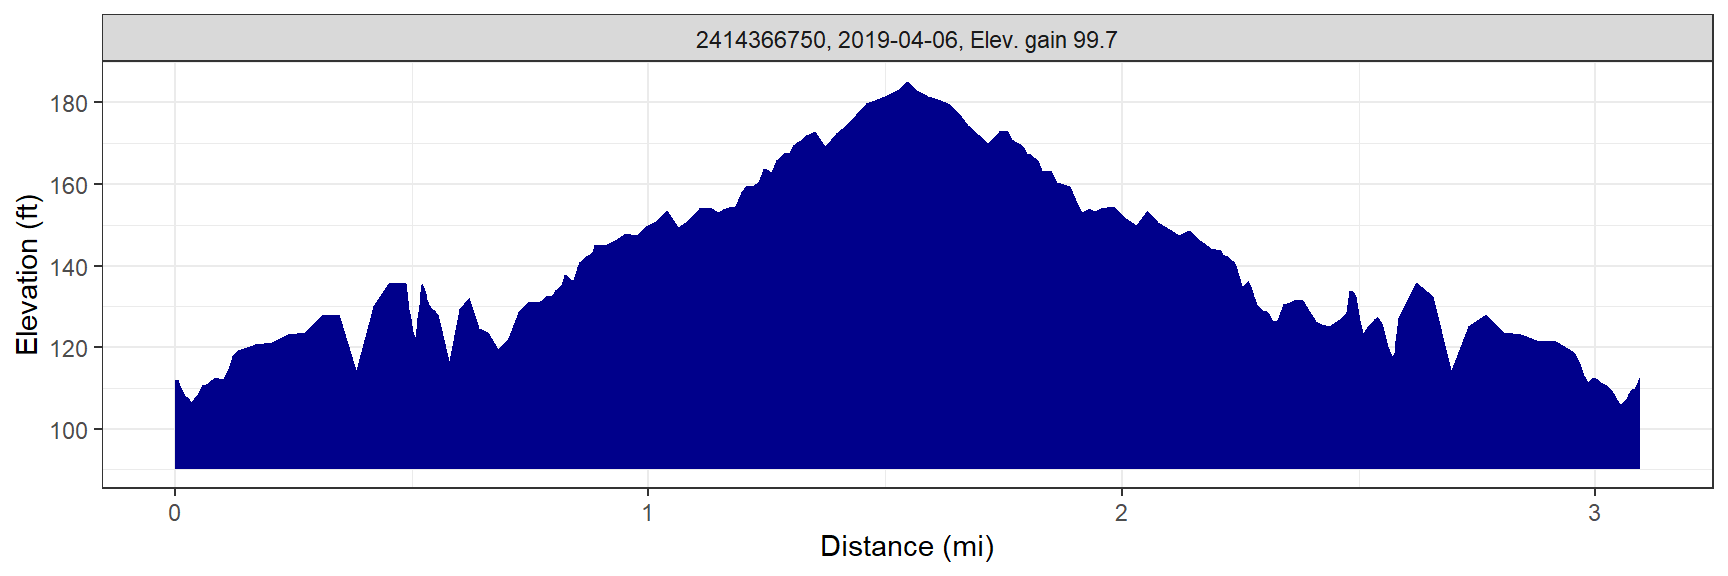 2414366750, 2019-04-06, Elev. gain 99.7
Elevation (ft)
180
160
140
120
100
0 1 2 3
Distance (mi)